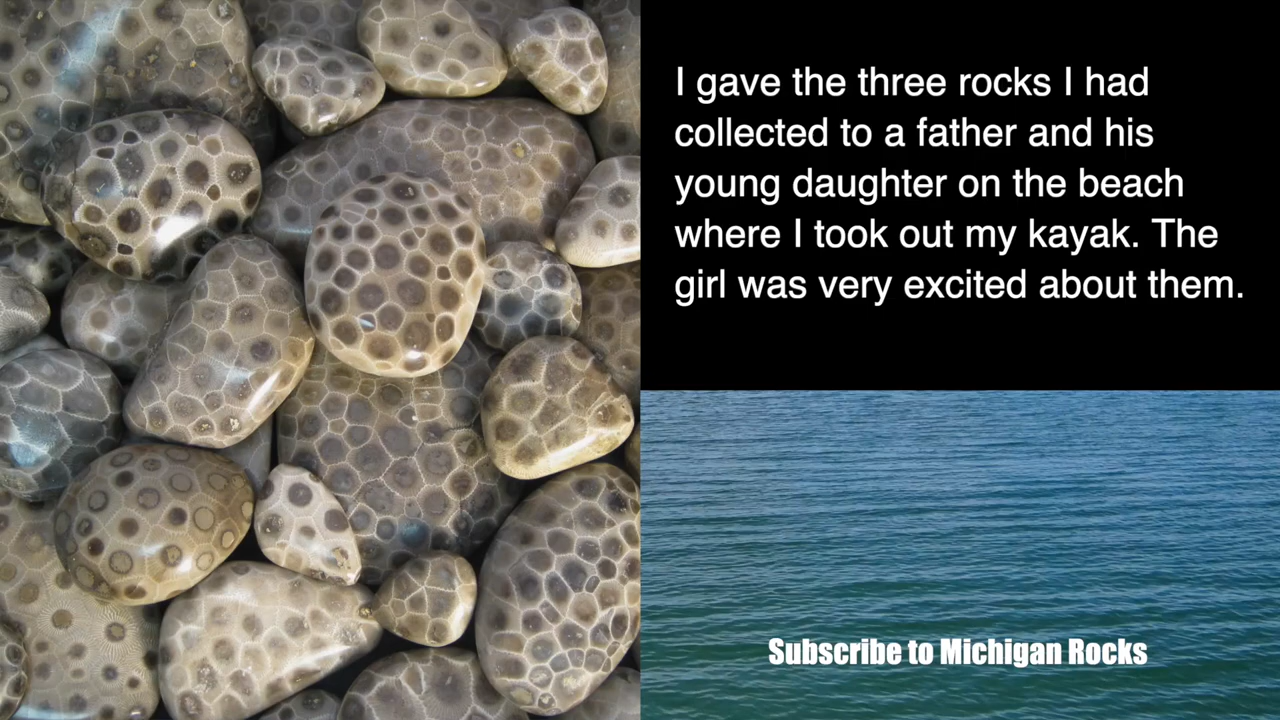 I gave the three rocks I had
collected to a father and his
young daughter on the beach
where I took out my kayak. The
girl was very excited about them.
Subscribe to Michigan Rocks